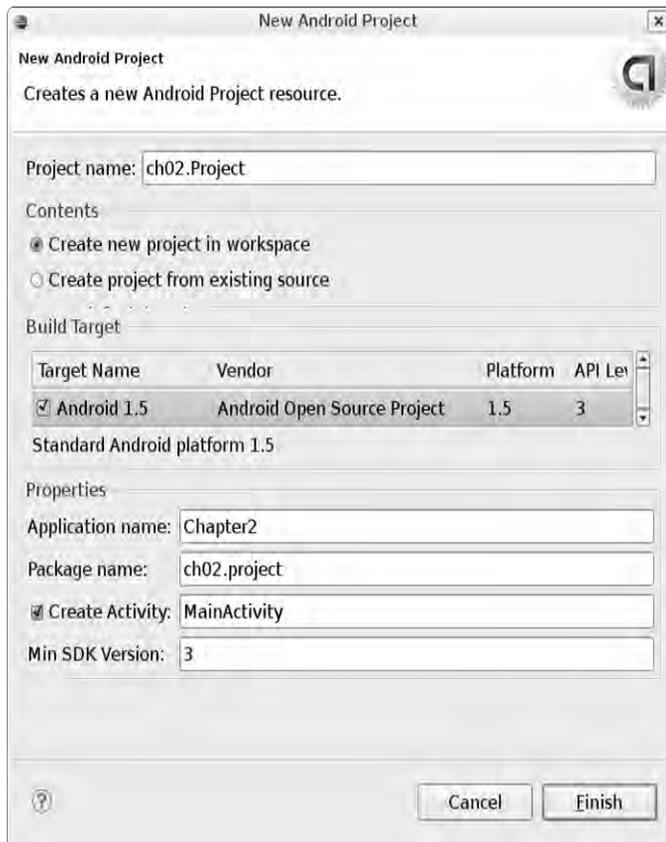 New Android Project
New Android Project
Creates a new Android Project resource.
Project name: ch02.Project
Contents
Create new project in workspace
Create project from existing source
Build Target
Target Name Vendor Platform API Lev
Android 1.5 Android Open Source Project 1.5 3
Standard Android platform 1.5
Properties
Application name: Chapter2
Package name: ch02.project
Create Activity: MainActivity
Min SDK Version: 3
?
Cancel Finish